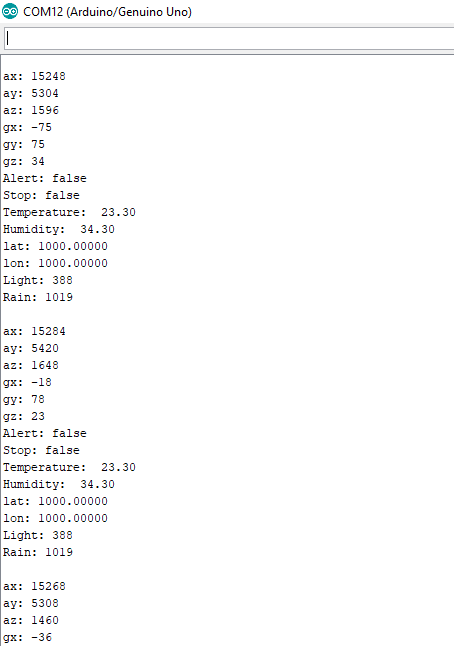 COM12 (Arduino/Genuino Uno)
ax: 15248
ay: 5304
az: 1596
gx: -75
gy: 75
gz: 34
Alert: false
Stop: false
Temperature:  23.30
Humidity:  34.30
lat: 1000.00000
lon: 1000.00000
Light: 388
Rain: 1019
ax: 15284
ay: 5420
az: 1648
gx: -18
gy: 78
gz: 23
Alert: false
Stop: false
Temperature:  23.30
Humidity:  34.30
lat: 1000.00000
lon: 1000.00000
Light: 388
Rain: 1019
ax: 15268
ay: 5308
az: 1460
gx: -36